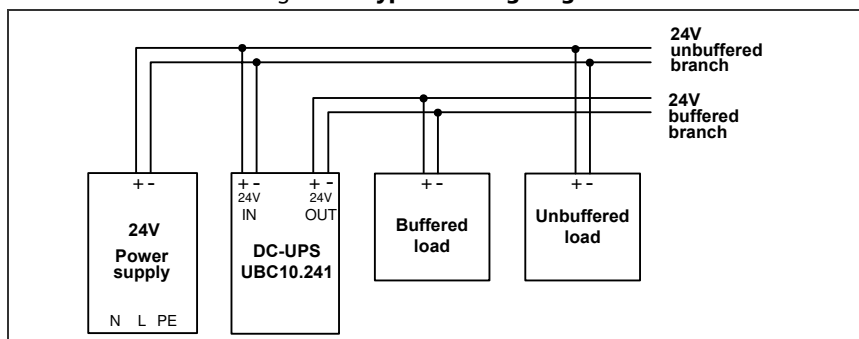 24V
unbuffered
branch
24V
buffered
branch
+ -
24V
Power
supply
N L PE
+ - + -
24V 24V
IN OUT
DC-UPS
UBC10.241
+ -
Buffered
load
+ -
Unbuffered
load